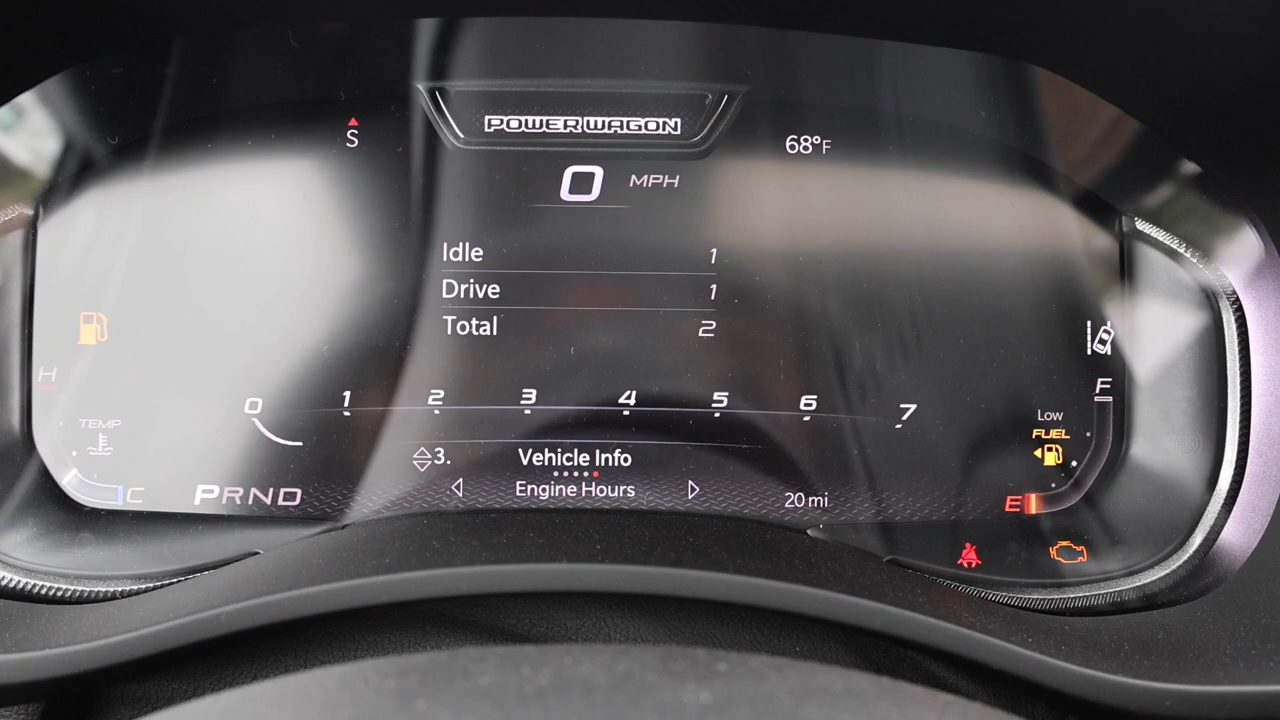 POWER WAGON
S
68°F
0 MPH
Idle 1
Drive 1
Total 2
H
F
0 1 2 3 4 5 6 7
TEMP
Low
FUEL
3. Vehicle Info
Engine Hours
C
PRND
20 mi
E